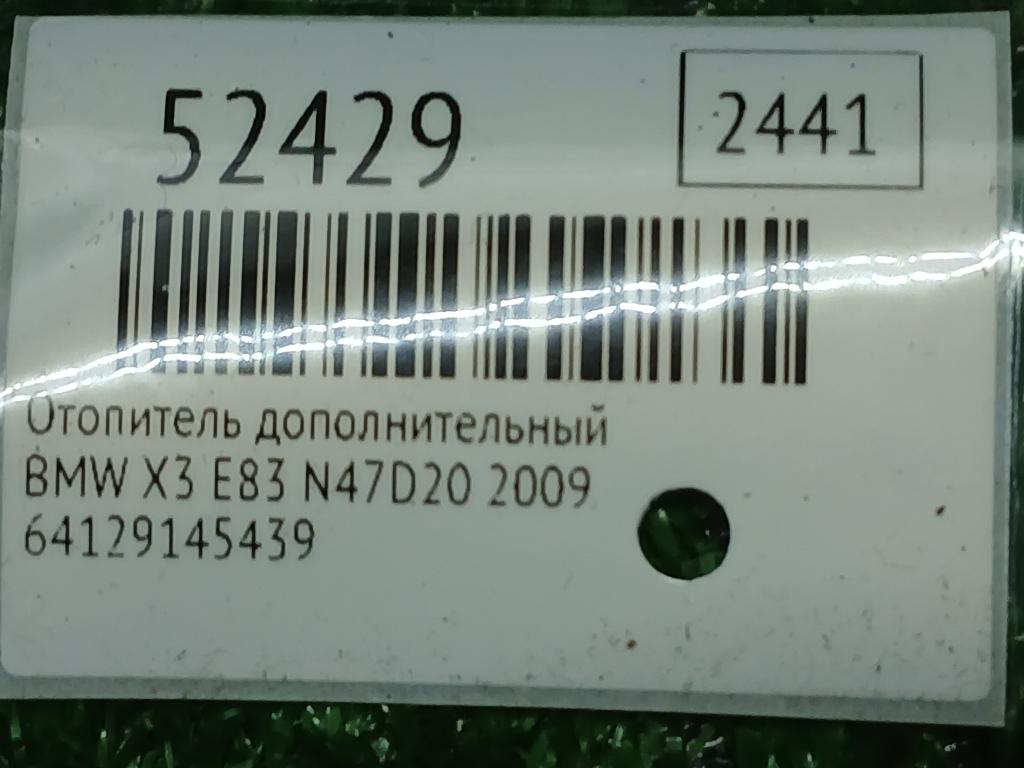 52429
2441
Отопитель дополнительный
BMW X3 E83 N47D20 2009
64129145439